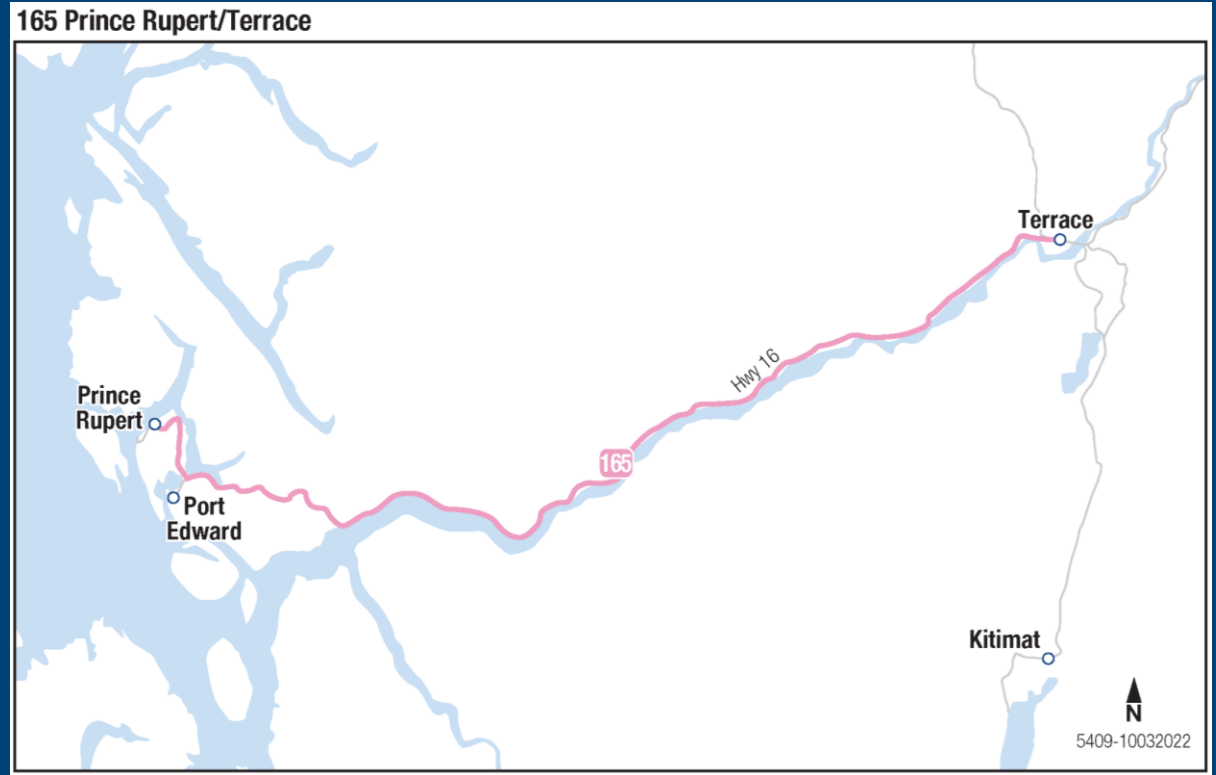 165 Prince Rupert/Terrace
Terrace
Hwy 16
Prince
Rupert
165
Port
Edward
Kitimat
N
5409-10032022